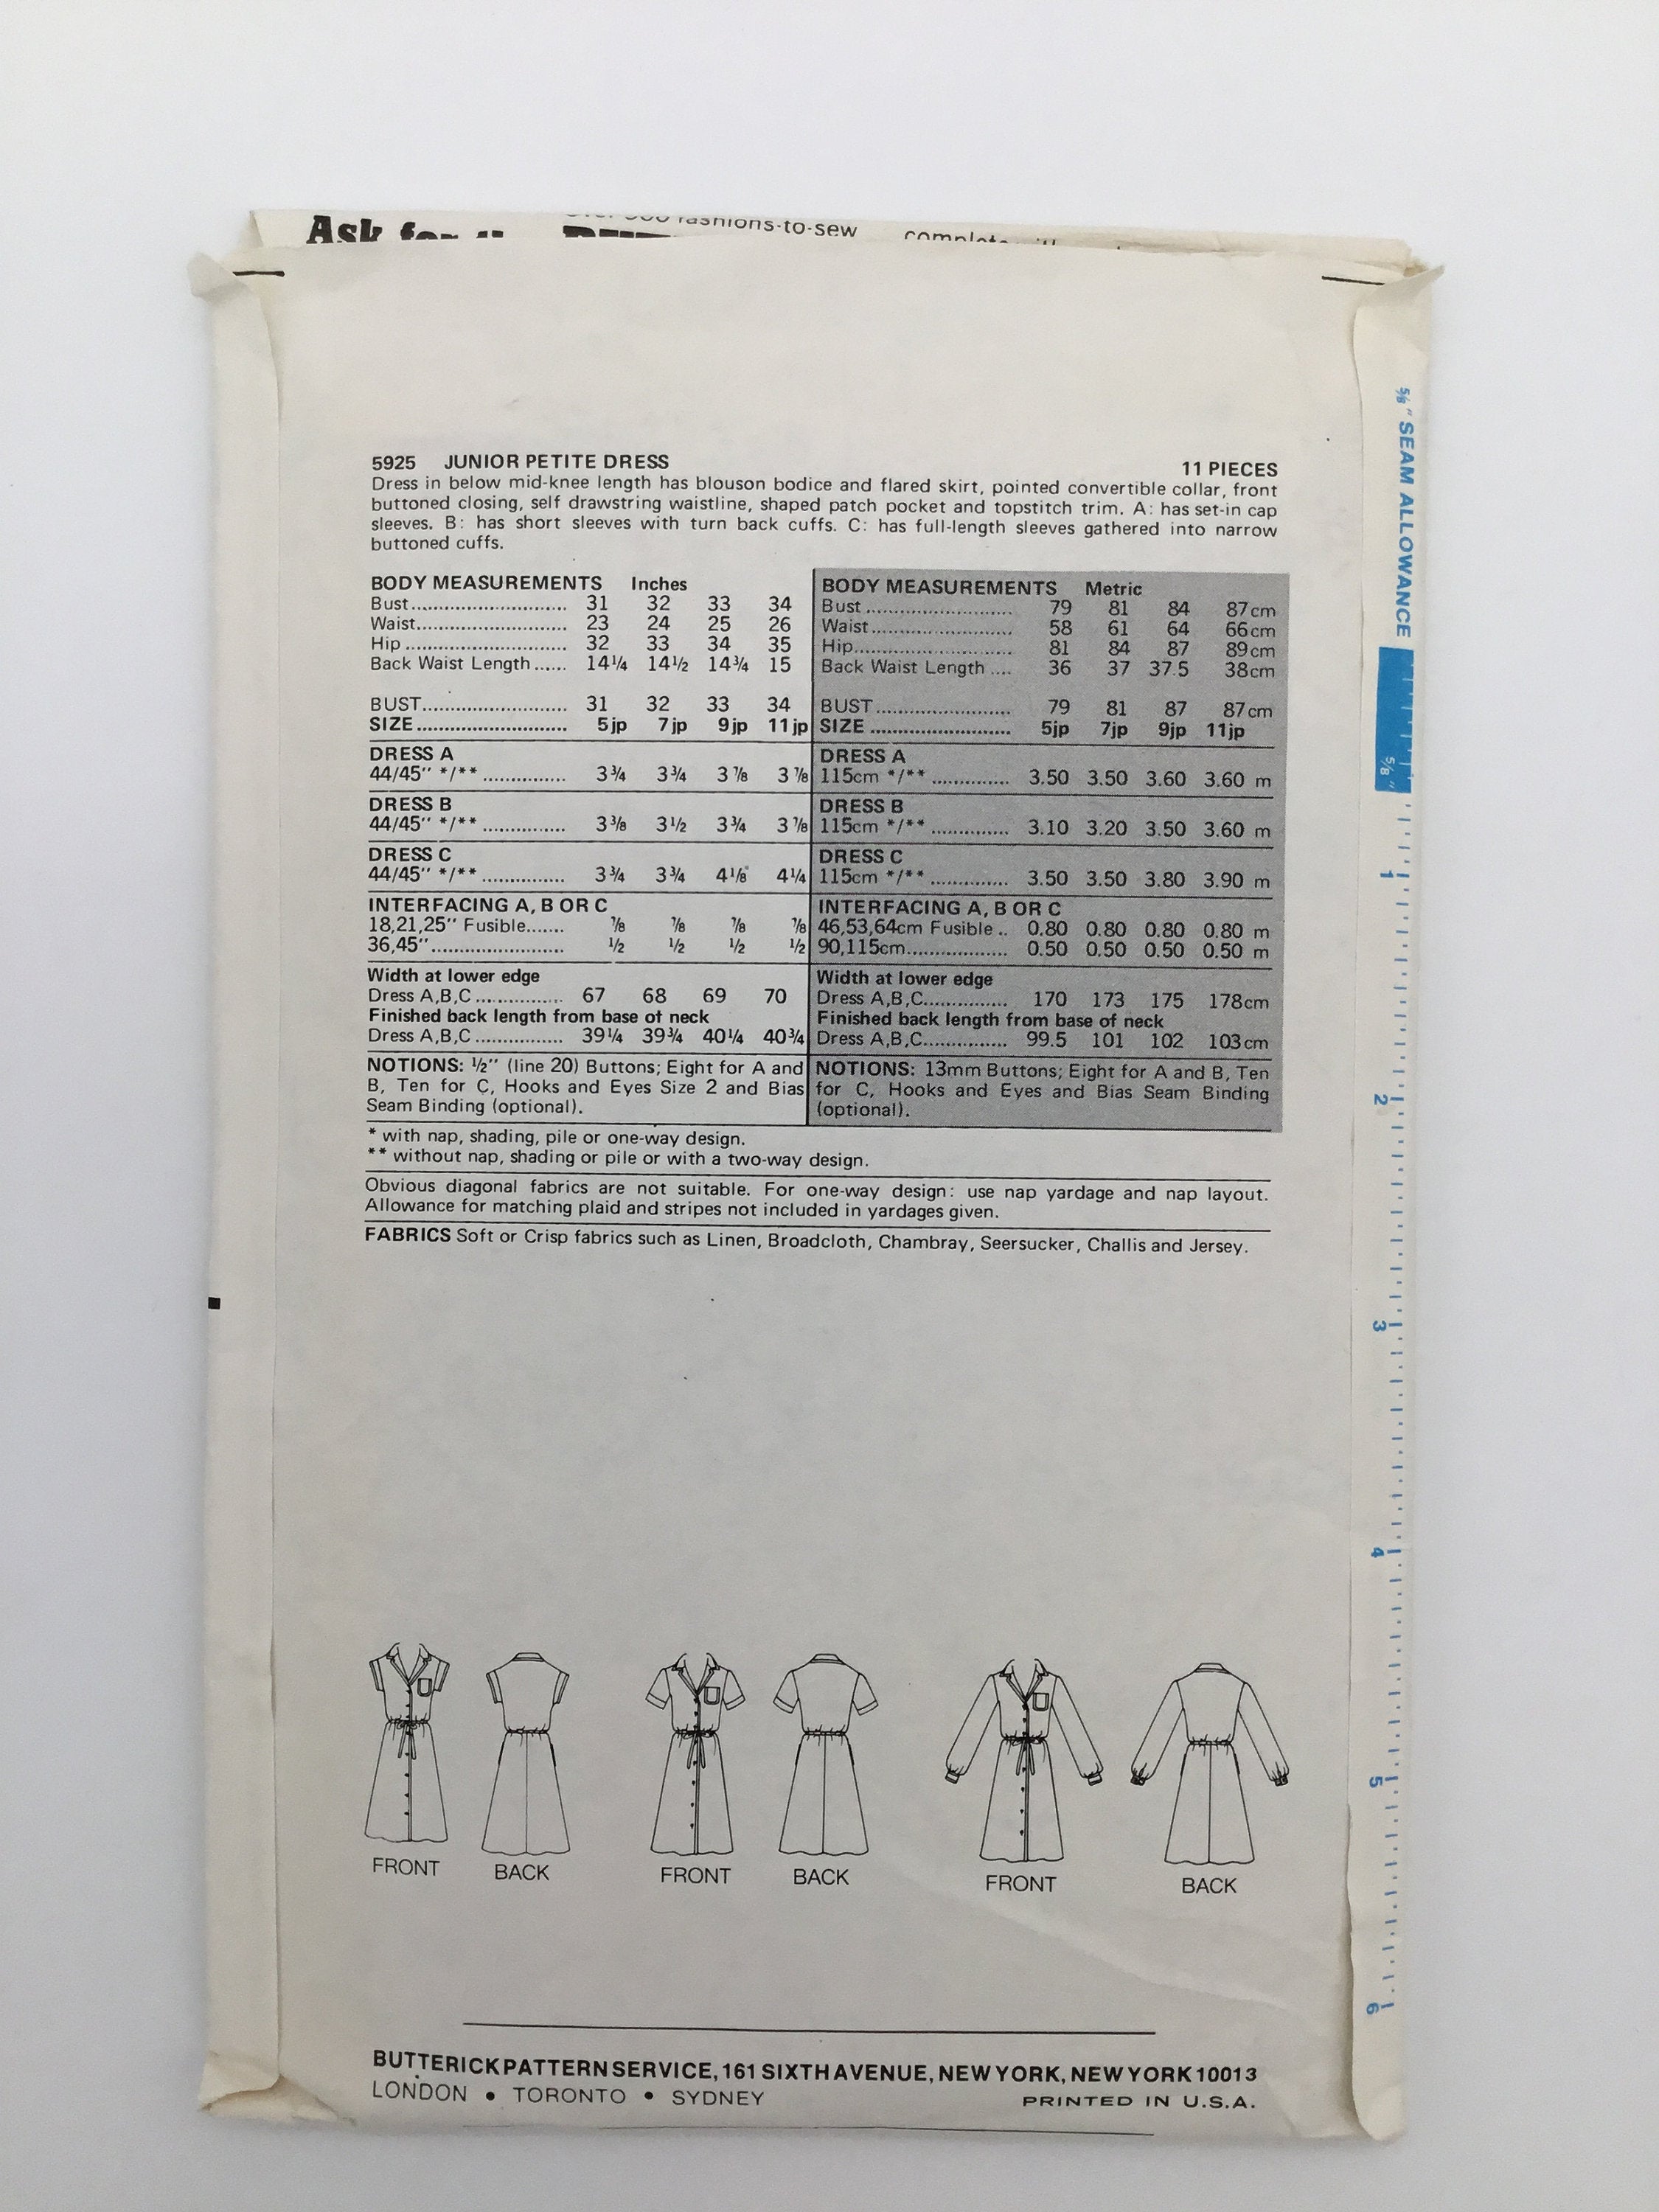 Ask for
fashions-to-sew
5/8" SEAM ALLOWANCE
5925 JUNIOR PETITE DRESS 11 PIECES
Dress in below mid-knee length has blouson bodice and flared skirt, pointed convertible collar, front
buttoned closing, self drawstring waistline, shaped patch pocket and topstitch trim. A: has set-in cap
sleeves. B: has short sleeves with turn back cuffs. C: has full-length sleeves gathered into narrow
buttoned cuffs.
BODY MEASUREMENTS Inches
Bust............................ 31 32 33 34
Waist........................... 23 24 25 26
Hip ............................. 32 33 34 35
Back Waist Length ...... 14¼ 14½ 14¾ 15
BUST.......................... 31 32 33 34
SIZE........................... 5jp 7jp 9jp 11jp
DRESS A
44/45'' */** ............... 3¾ 3¾ 3⅞ 3⅞
DRESS B
44/45'' */** ............... 3⅜ 3½ 3¾ 3⅞
DRESS C
44/45'' */** ............... 3¾ 3¾ 4⅛ 4¼
INTERFACING A, B OR C
18,21,25'' Fusible....... ⅞ ⅞ ⅞ ⅞
36,45''........................ ½ ½ ½ ½
Width at lower edge
Dress A,B,C ............... 67 68 69 70
Finished back length from base of neck
Dress A,B,C ................ 39¼ 39¾ 40¼ 40¾
NOTIONS: ½'' (line 20) Buttons; Eight for A and
B, Ten for C, Hooks and Eyes Size 2 and Bias
Seam Binding (optional).
BODY MEASUREMENTS Metric
Bust ........................... 79 81 84 87cm
Waist.......................... 58 61 64 66cm
Hip............................. 81 84 87 89cm
Back Waist Length .... 36 37 37.5 38cm
BUST......................... 79 81 87 87cm
SIZE .......................... 5jp 7jp 9jp 11jp
DRESS A
115cm */** .............. 3.50 3.50 3.60 3.60 m
DRESS B
115cm */** .............. 3.10 3.20 3.50 3.60 m
DRESS C
115cm */** .............. 3.50 3.50 3.80 3.90 m
INTERFACING A, B OR C
46,53,64cm Fusible .. 0.80 0.80 0.80 0.80 m
90,115cm.................. 0.50 0.50 0.50 0.50 m
Width at lower edge
Dress A,B,C............... 170 173 175 178cm
Finished back length from base of neck
Dress A,B,C............... 99.5 101 102 103cm
NOTIONS: 13mm Buttons; Eight for A and B, Ten
for C, Hooks and Eyes and Bias Seam Binding
(optional).
* with nap, shading, pile or one-way design.
** without nap, shading or pile or with a two-way design.
Obvious diagonal fabrics are not suitable. For one-way design: use nap yardage and nap layout.
Allowance for matching plaid and stripes not included in yardages given.
FABRICS Soft or Crisp fabrics such as Linen, Broadcloth, Chambray, Seersucker, Challis and Jersey.
5/8"
1
2
3
4
5
6
FRONT BACK FRONT BACK FRONT BACK
BUTTERICK PATTERN SERVICE, 161 SIXTH AVENUE, NEW YORK, NEW YORK 10013
LONDON • TORONTO • SYDNEY PRINTED IN U.S.A.